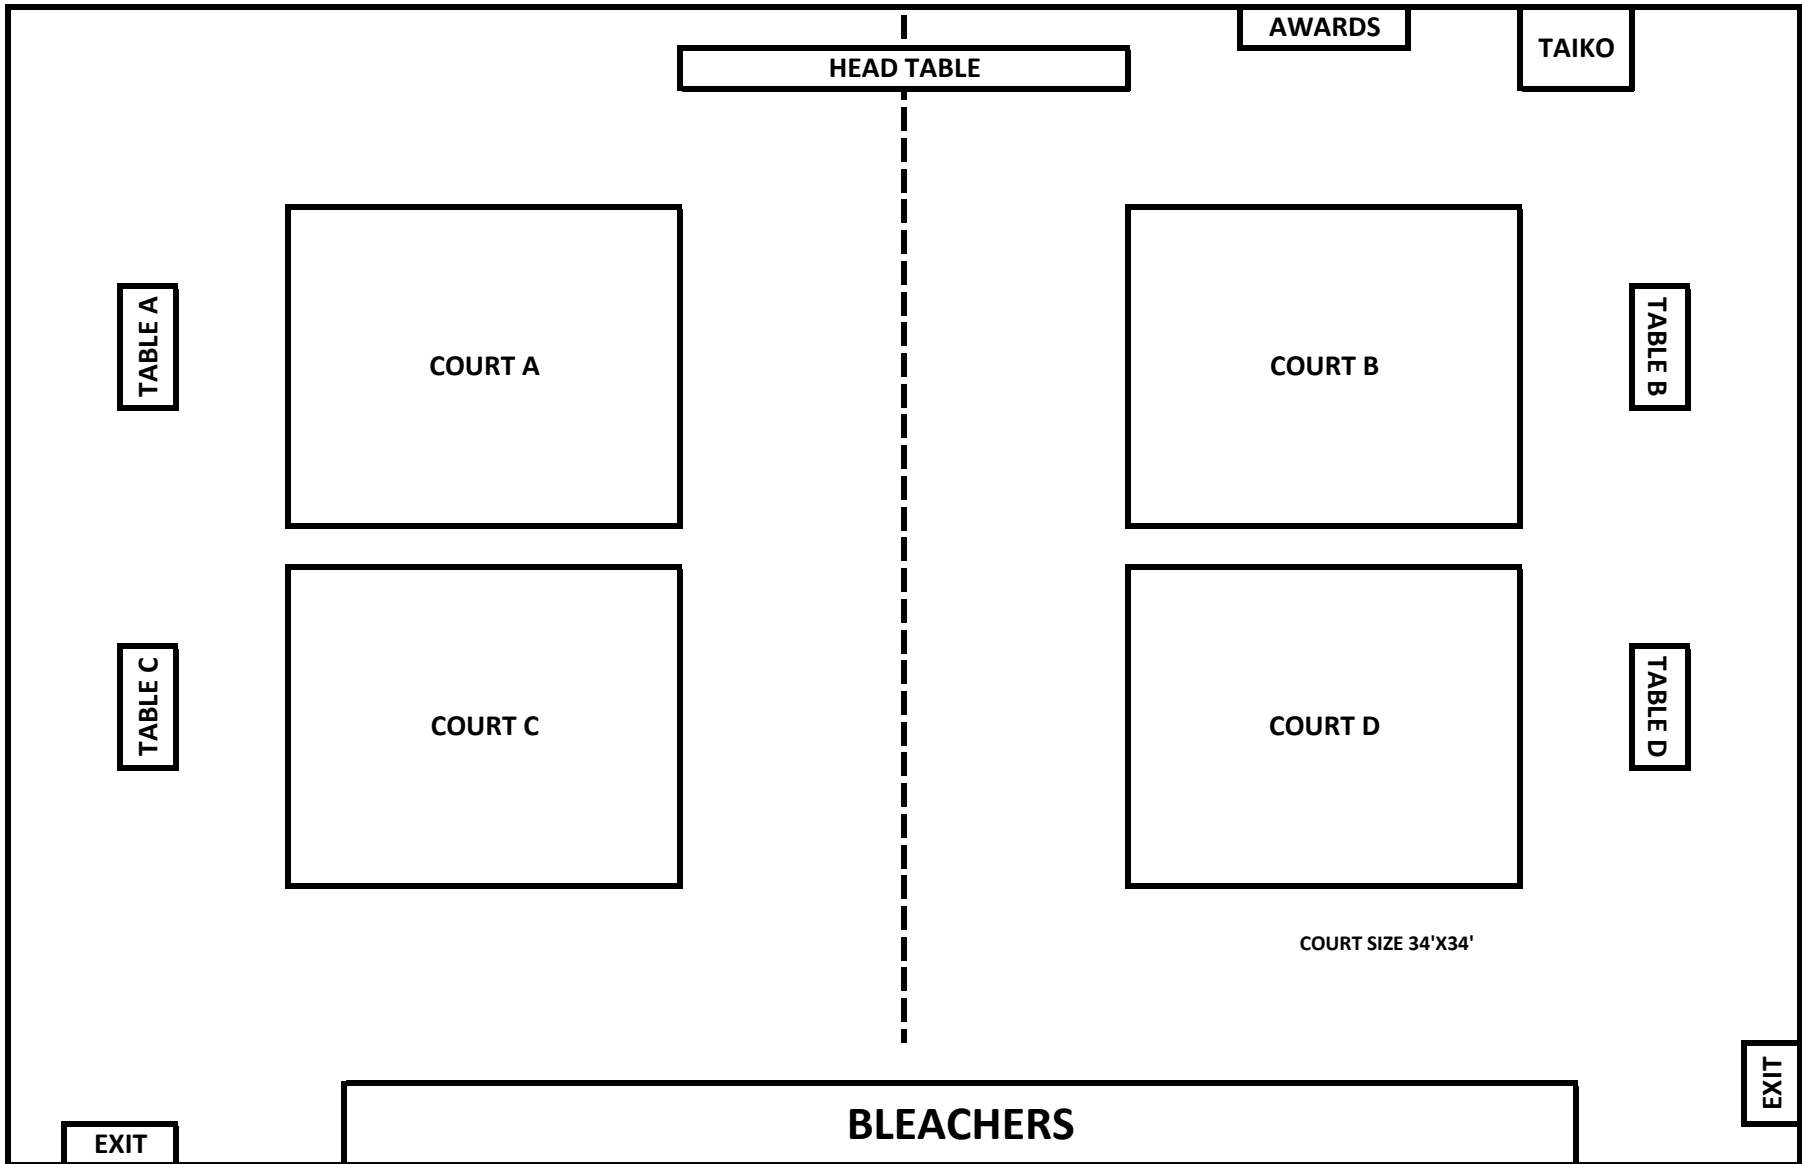 AWARDS
TAIKO
HEAD TABLE
TABLE A
COURT A
COURT B
TABLE B
TABLE C
COURT C
COURT D
TABLE D
COURT SIZE 34'X34'
EXIT
BLEACHERS
EXIT